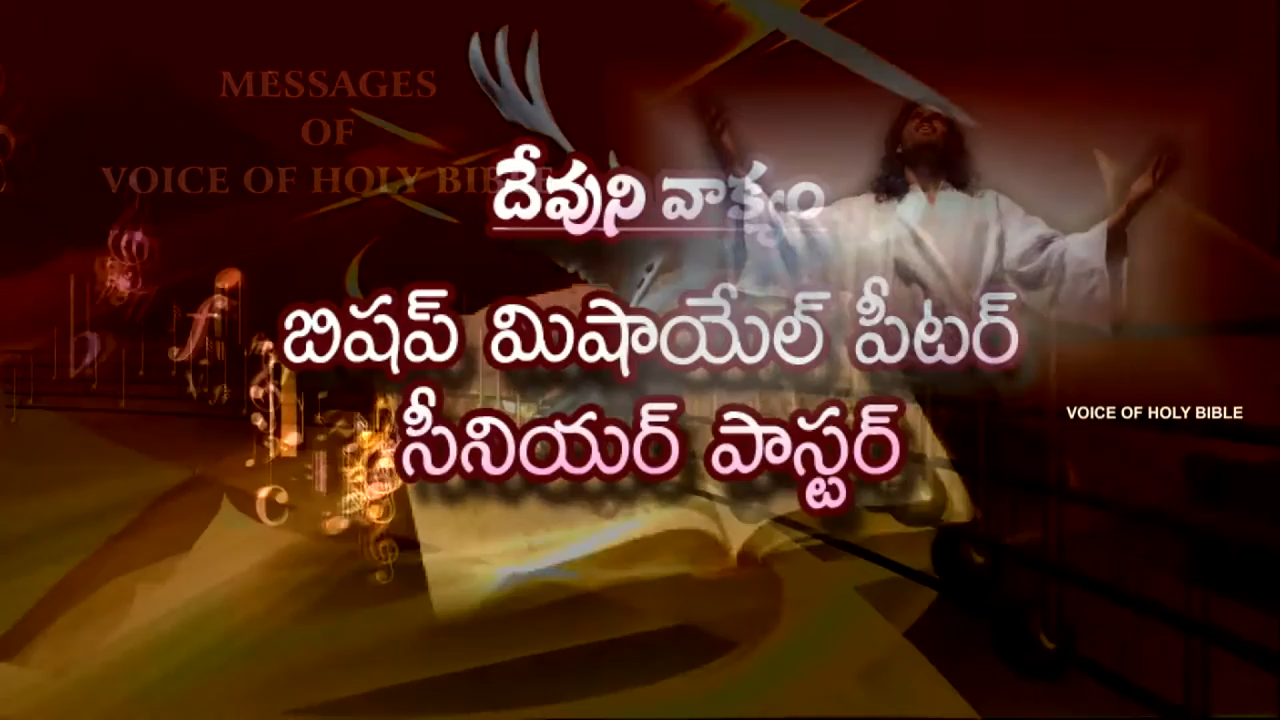 MESSAGES
OF
VOICE OF HOLY BIBLE
దేవుని వాక్యం
బిషప్ మిషాయేల్ పీటర్
సీనియర్ పాస్టర్
VOICE OF HOLY BIBLE